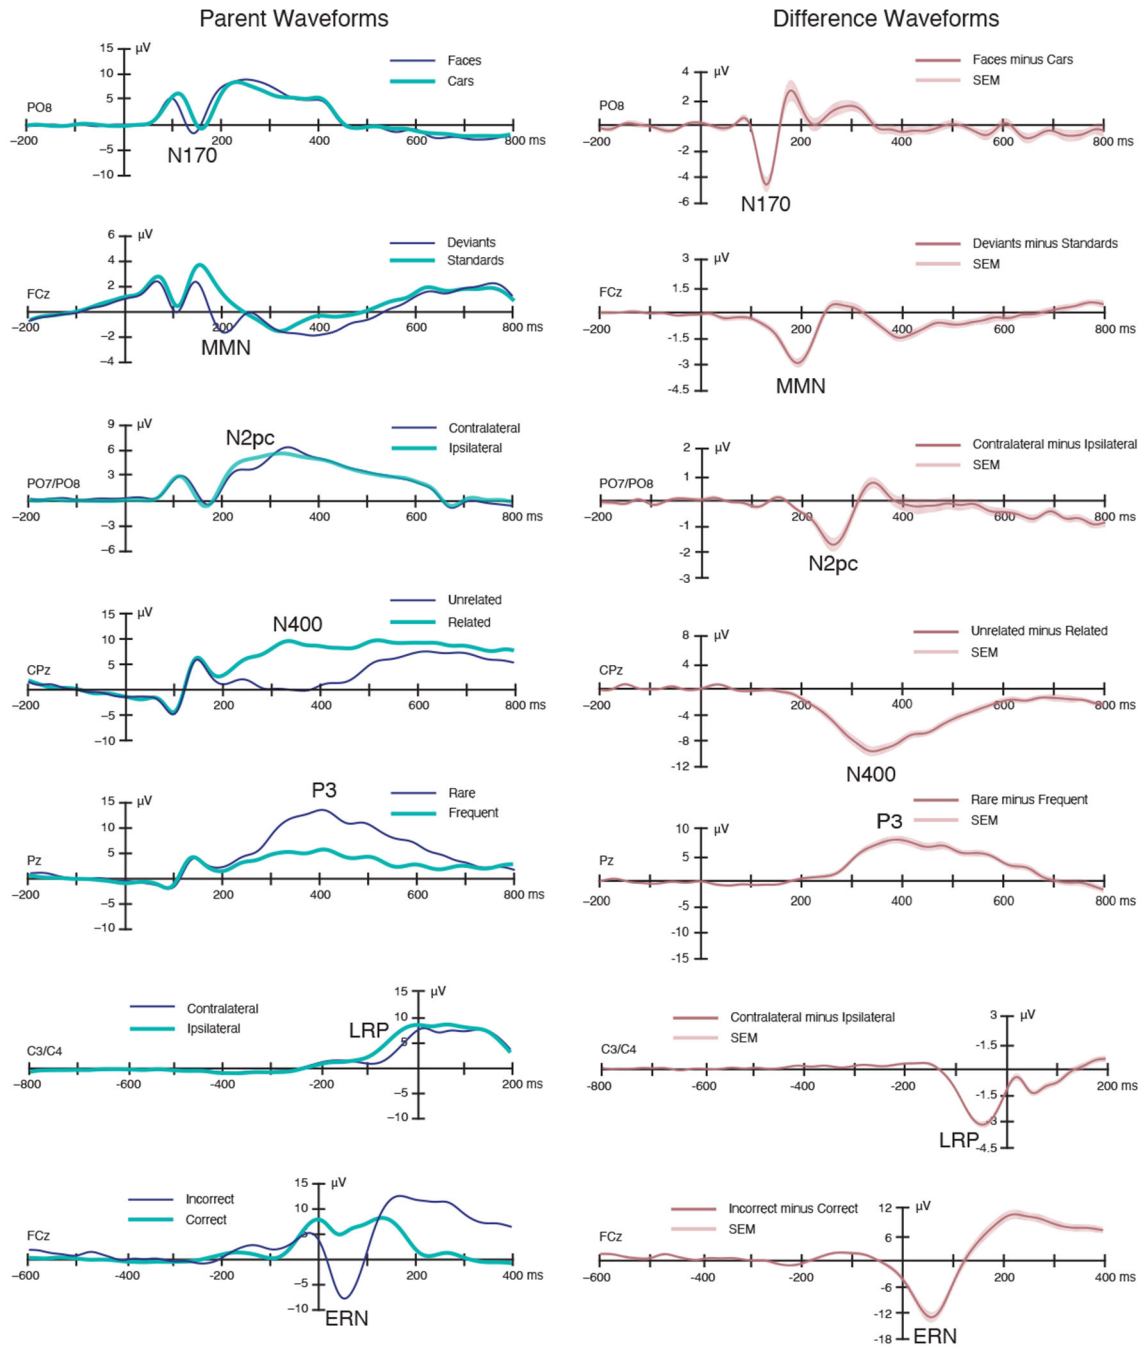 Parent Waveforms
Difference Waveforms
15
µV
10
5
−5
−10
PO8
−200
200
400
600
800 ms
Faces
Cars
N170
4
µV
2
-2
-4
-6
PO8
−200
200
400
600
800 ms
Faces minus Cars
SEM
N170
6
µV
4
2
−2
−4
FCz
−200
200
400
600
800 ms
Deviants
Standards
MMN
3
µV
1.5
-1.5
-3
-4.5
FCz
−200
200
400
600
800 ms
Deviants minus Standards
SEM
MMN
9
µV
6
3
−3
−6
PO7/PO8
−200
200
400
600
800 ms
Contralateral
Ipsilateral
N2pc
2
µV
1
-1
-2
-3
PO7/PO8
−200
200
400
600
800 ms
Contralateral minus Ipsilateral
SEM
N2pc
15
µV
10
5
−5
−10
CPz
−200
200
400
600
800 ms
Unrelated
Related
N400
8
µV
4
-4
-8
-12
CPz
−200
200
400
600
800 ms
Unrelated minus Related
SEM
N400
15
µV
10
5
−5
−10
Pz
−200
200
400
600
800 ms
Rare
Frequent
P3
10
µV
5
-5
-10
-15
Pz
−200
200
400
600
800 ms
Rare minus Frequent
SEM
P3
15
µV
10
5
−5
−10
C3/C4
−800
−600
−400
−200
200 ms
Contralateral
Ipsilateral
LRP
3
µV
-1.5
-1.5
-3
-4.5
C3/C4
-800
-600
-400
-200
200 ms
Contralateral minus Ipsilateral
SEM
LRP
15
µV
10
5
−5
−10
FCz
−600
−400
−200
200
400 ms
Incorrect
Correct
ERN
12
µV
6
-6
-12
-18
FCz
-600
-400
-200
200
400 ms
Incorrect minus Correct
SEM
ERN